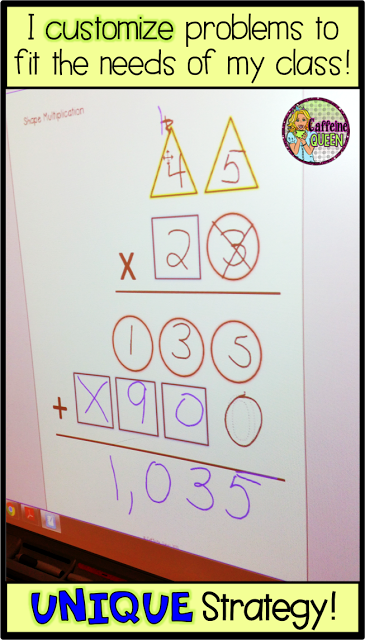 I customize problems to
fit the needs of my class!
Caffeine
QUEEN
Shape Multiplication
4 5
x 2 3
1 3 5
+ X 9 0 0
1,035
UNIQUE Strategy!